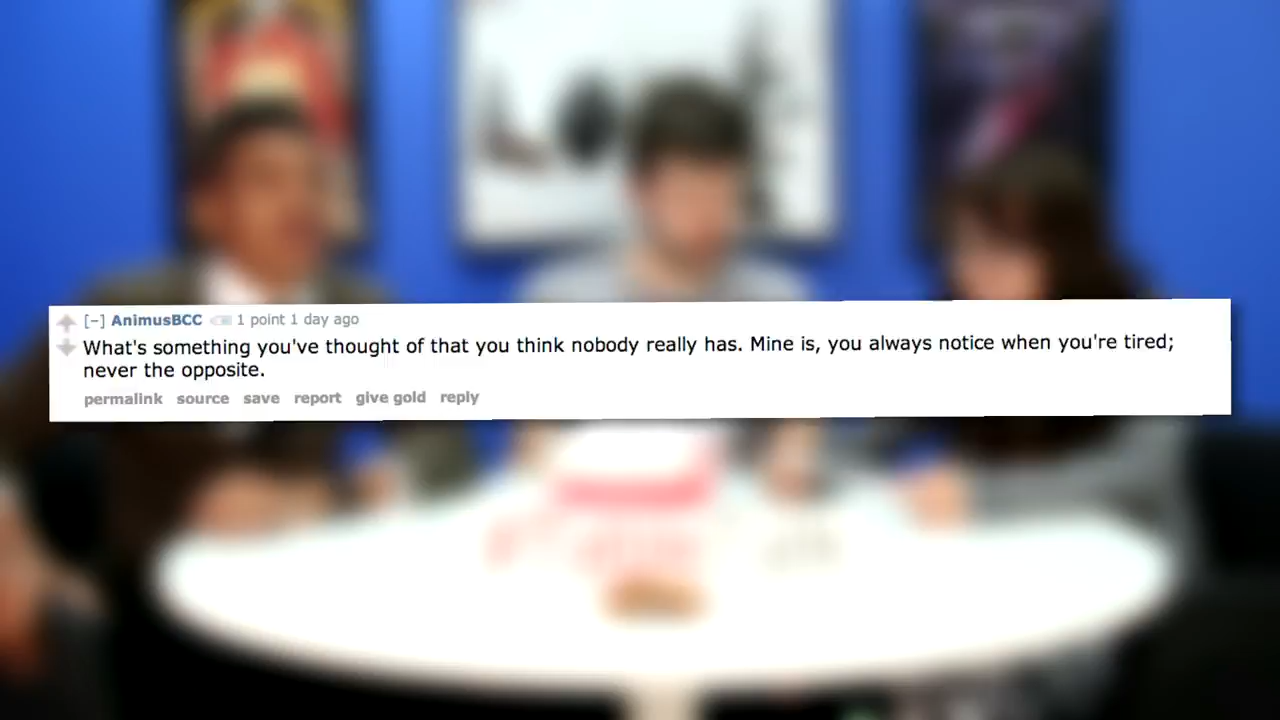 [–] AnimusBCC 1 point 1 day ago
What's something you've thought of that you think nobody really has. Mine is, you always notice when you're tired;
never the opposite.
permalink source save report give gold reply